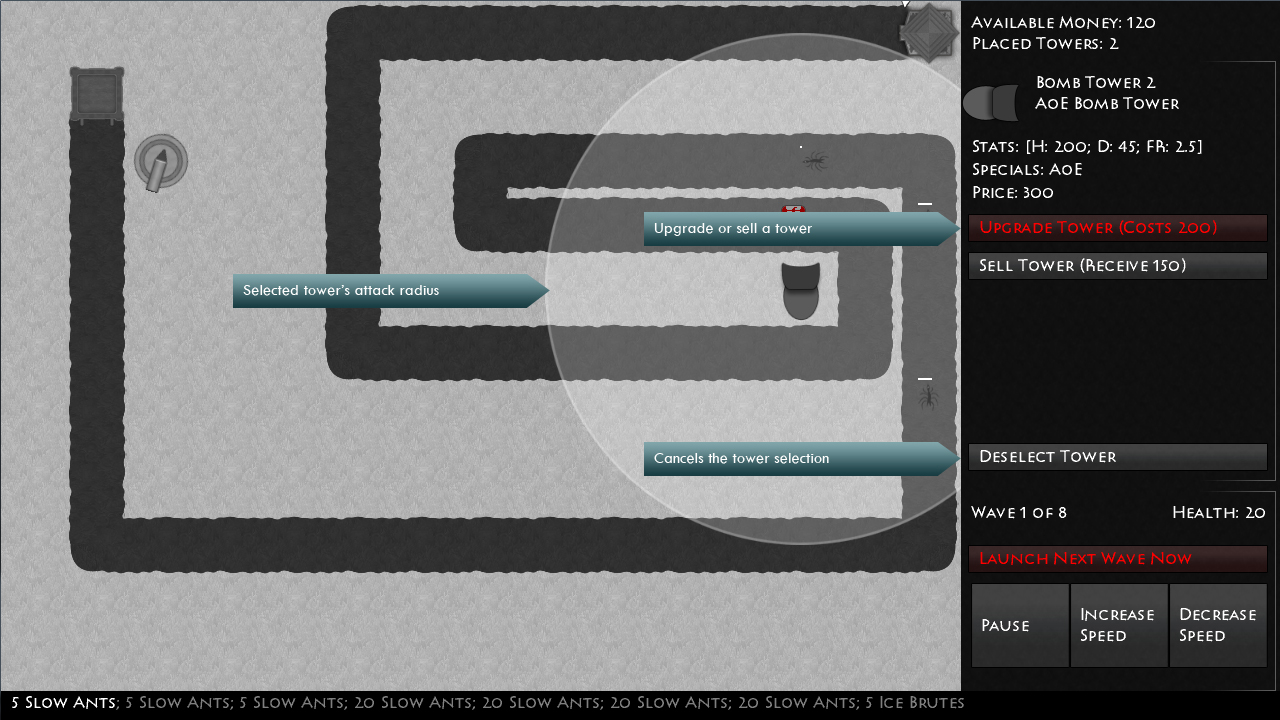 Available Money: 120
Placed Towers: 2
Bomb Tower 2
AoE Bomb Tower
Stats: [H: 200; D: 45; FR: 2.5]
Specials: AoE
Price: 300
Upgrade or sell a tower
Upgrade Tower (Costs 200)
Sell Tower (Receive 150)
Selected tower's attack radius
Cancels the tower selection
Deselect Tower
Wave 1 of 8
Health: 20
Launch Next Wave Now
Pause
Increase
Speed
Decrease
Speed
5 Slow Ants; 5 Slow Ants; 5 Slow Ants; 20 Slow Ants; 20 Slow Ants; 20 Slow Ants; 20 Slow Ants; 5 Ice Brutes